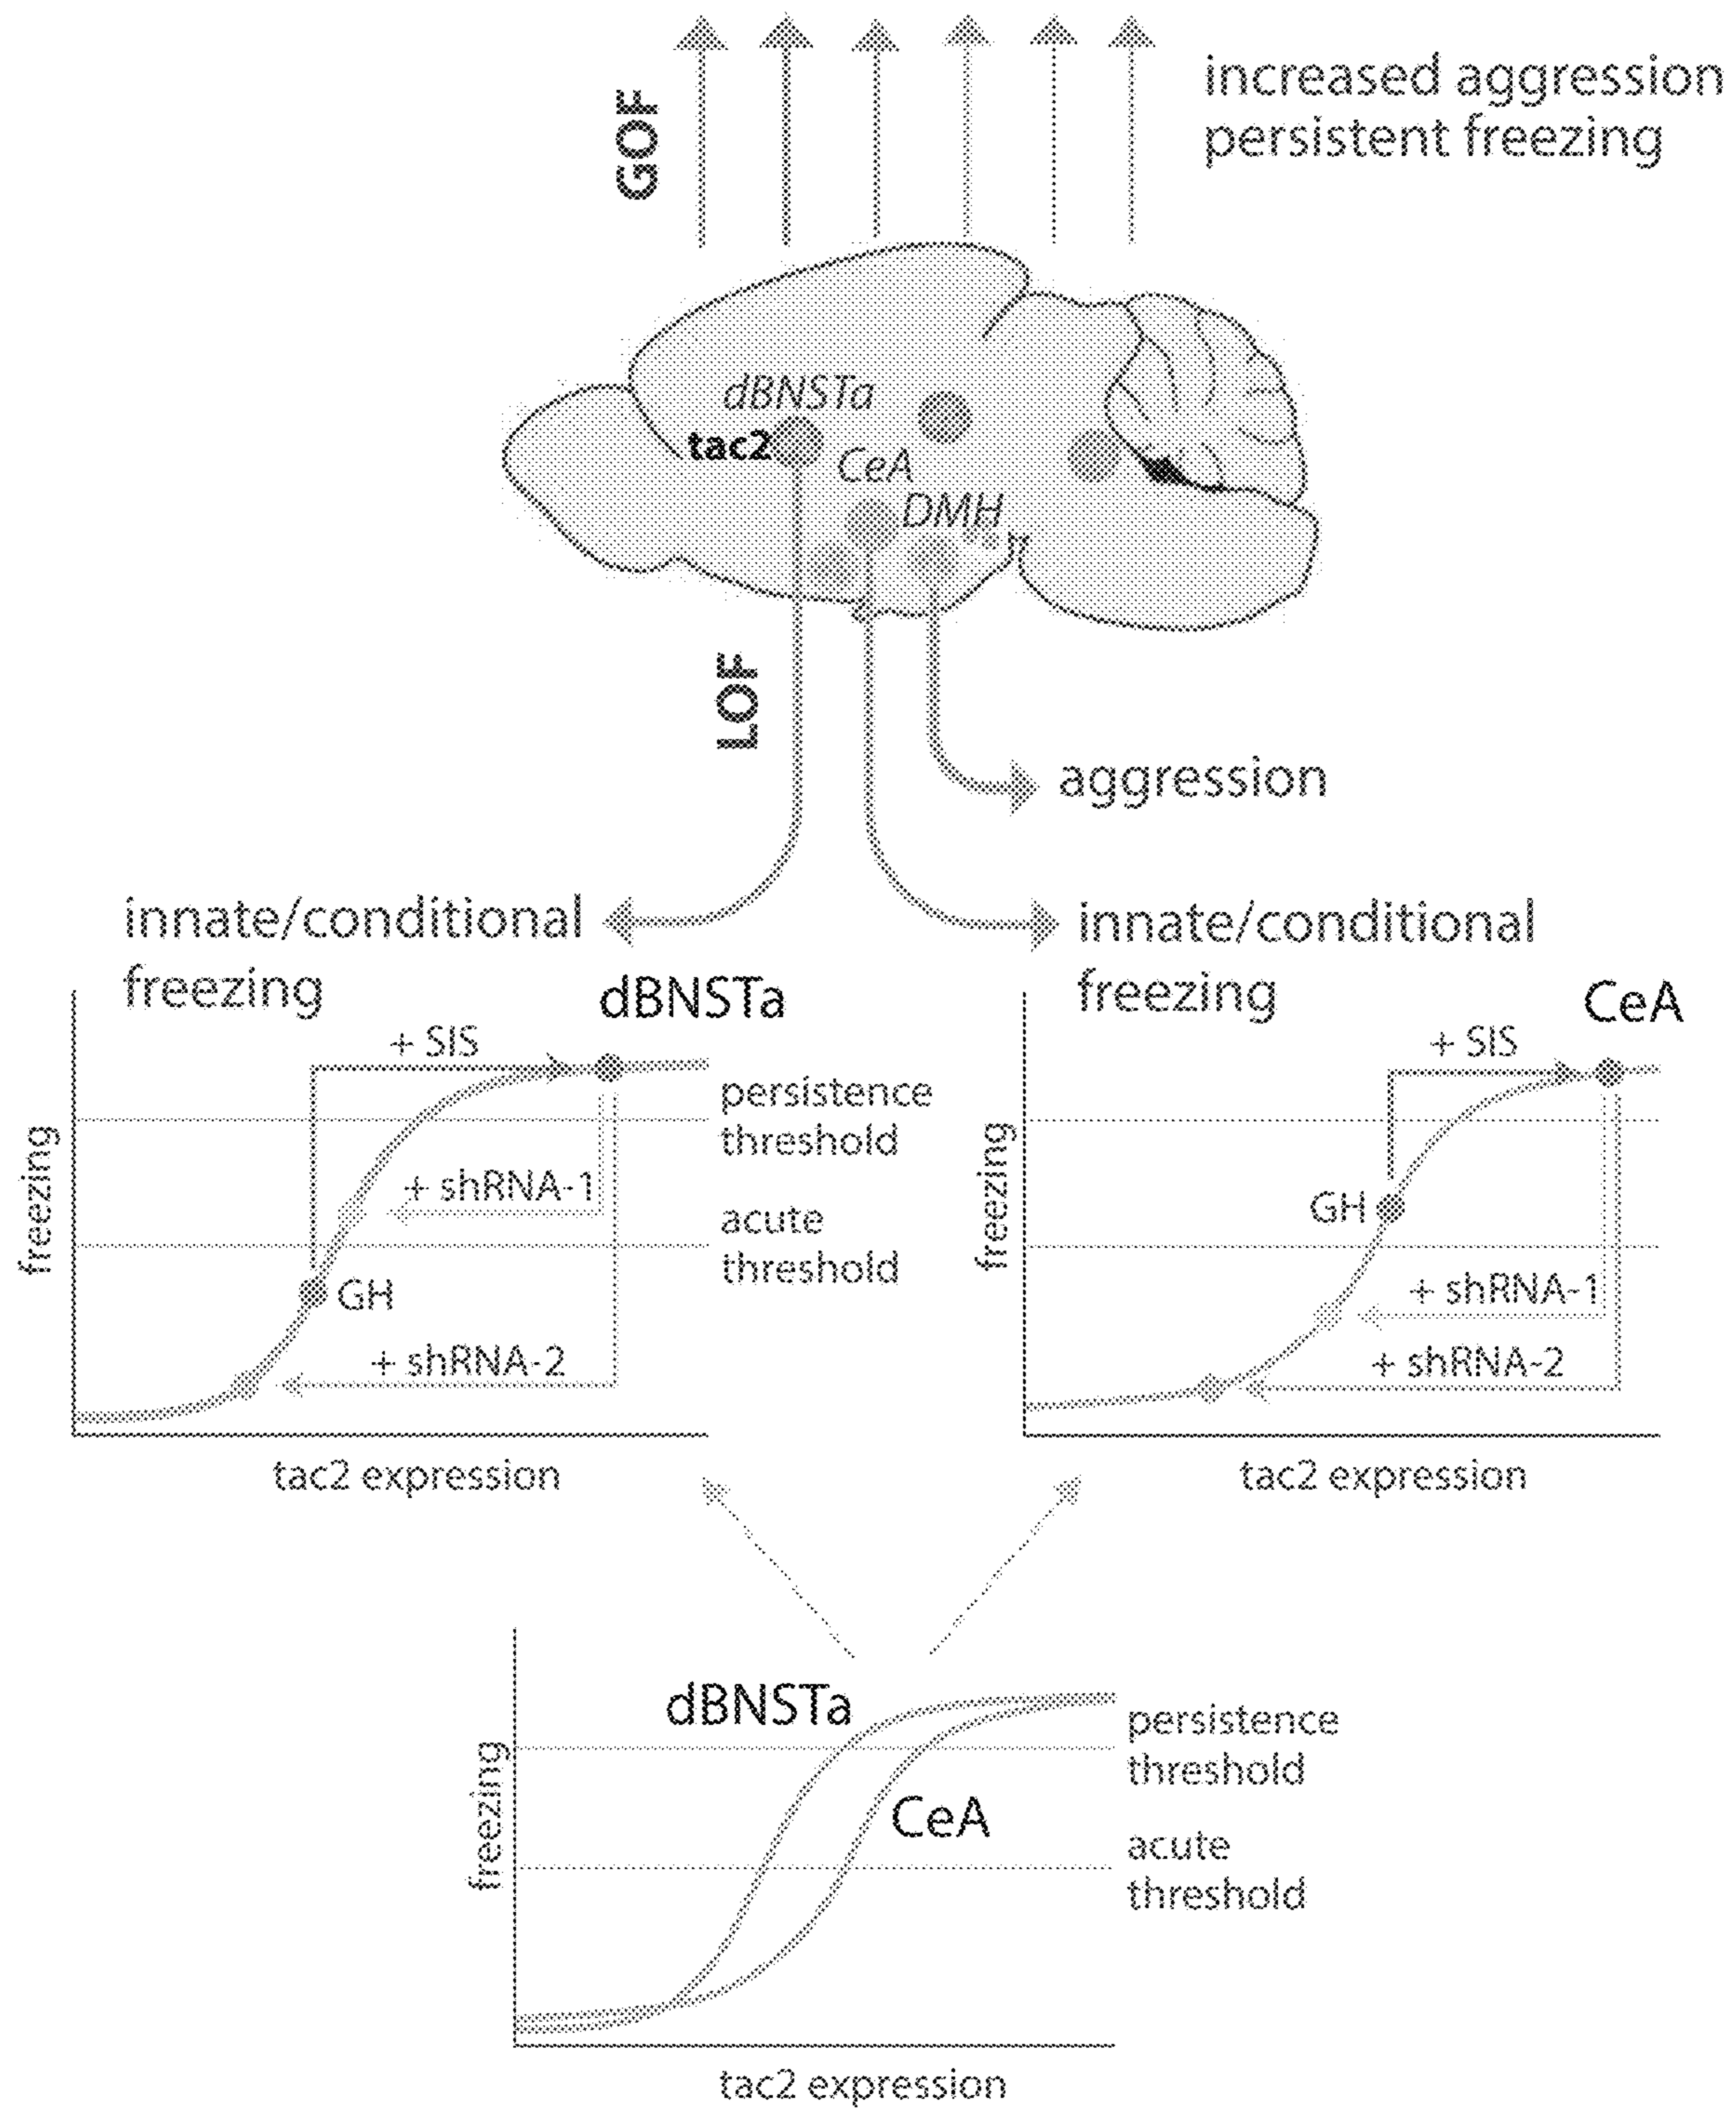 GOF
increased aggression
persistent freezing
dBNSTa
tac2
CeA
DMH
LOF
aggression
innate/conditional
freezing
innate/conditional
freezing
dBNSTa
+ SIS
persistence
threshold
+ shRNA-1
acute
threshold
GH
+ shRNA-2
freezing
tac2 expression
CeA
+ SIS
GH
+ shRNA-1
+ shRNA-2
freezing
tac2 expression
dBNSTa
persistence
threshold
CeA
acute
threshold
freezing
tac2 expression